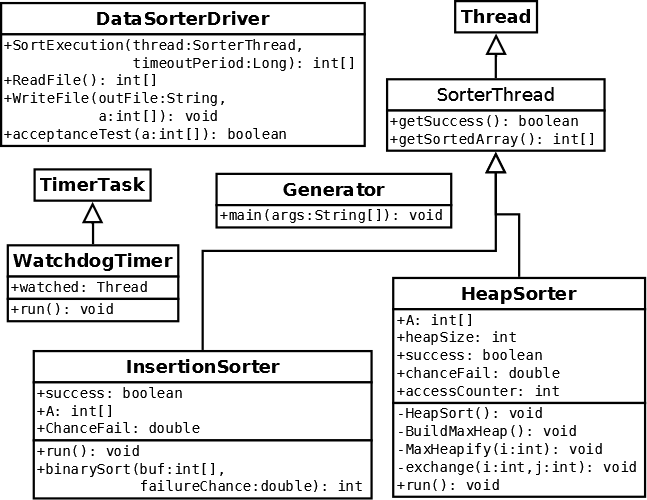 DataSorterDriver
+SortExecution(thread:SorterThread,
timeoutPeriod:Long): int[]
+ReadFile(): int[]
+WriteFile(outFile:String,
a:int[]): void
+acceptanceTest(a:int[]): boolean
Thread
SorterThread
+getSuccess(): boolean
+getSortedArray(): int[]
TimerTask
Generator
+main(args:String[]): void
WatchdogTimer
+watched: Thread
+run(): void
HeapSorter
+A: int[]
+heapSize: int
+success: boolean
+chanceFail: double
+accessCounter: int
-HeapSort(): void
-BuildMaxHeap(): void
-MaxHeapify(i:int): void
-exchange(i:int,j:int): void
+run(): void
InsertionSorter
+success: boolean
+A: int[]
+ChanceFail: double
+run(): void
+binarySort(buf:int[],
failureChance:double): int